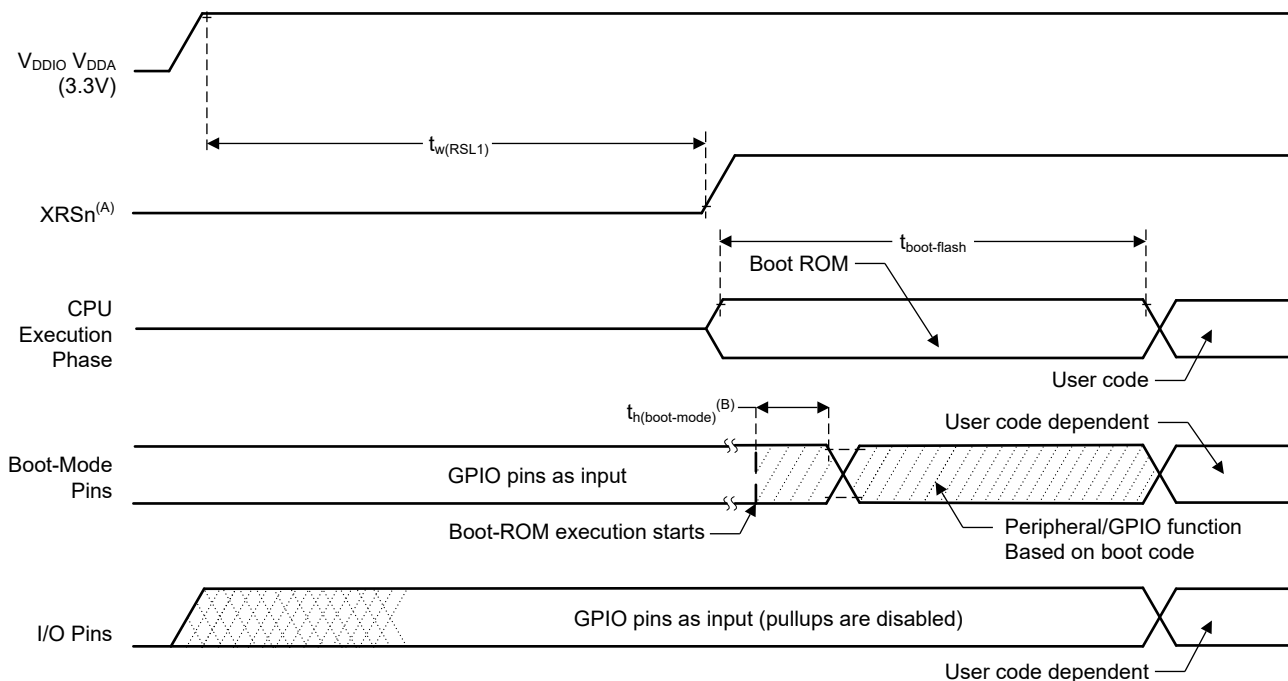 VDDIO VDDA
(3.3V)
tw(RSL1)
XRSn(A)
tboot-flash
Boot ROM
CPU
Execution
Phase
User code
th(boot-mode)(B)
User code dependent
Boot-Mode
Pins
GPIO pins as input
Boot-ROM execution starts
Peripheral/GPIO function
Based on boot code
I/O Pins
GPIO pins as input (pullups are disabled)
User code dependent